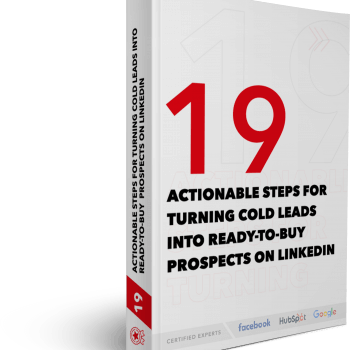 ACTIONABLE STEPS FOR TURNING COLD LEADS INTO
READY-TO-BUY PROSPECTS ON LINKEDIN
19
19
ACTIONABLE STEPS FOR
TURNING COLD LEADS
INTO READY-TO-BUY
PROSPECTS ON LINKEDIN
CERTIFIED EXPERTS
facebook
HubSpot
Google